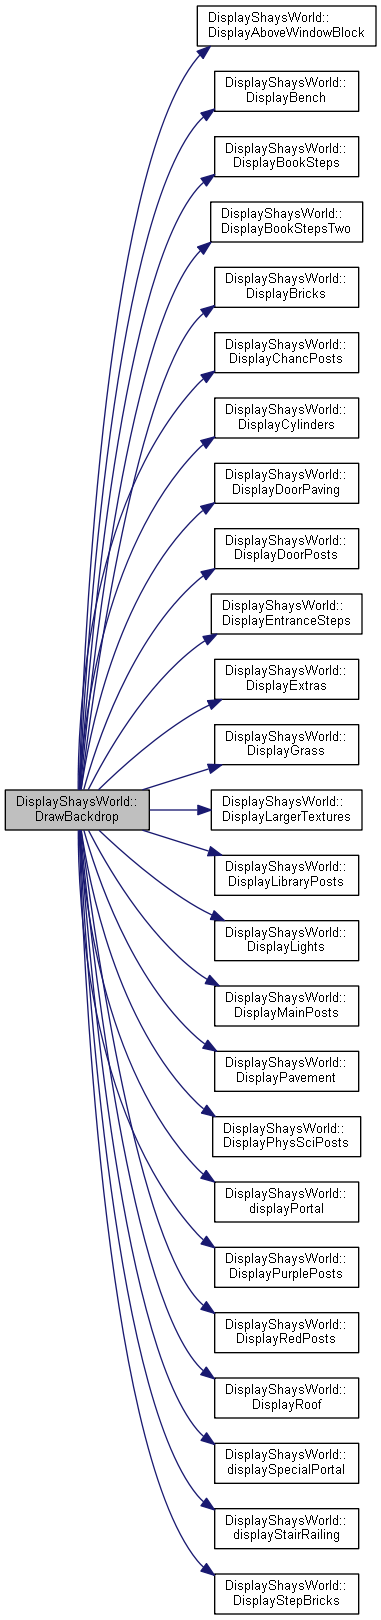 DisplayShaysWorld::
DisplayAboveWindowBlock
DisplayShaysWorld::
DisplayBench
DisplayShaysWorld::
DisplayBookSteps
DisplayShaysWorld::
DisplayBookStepsTwo
DisplayShaysWorld::
DisplayBricks
DisplayShaysWorld::
DisplayChancPosts
DisplayShaysWorld::
DisplayCylinders
DisplayShaysWorld::
DisplayDoorPaving
DisplayShaysWorld::
DisplayDoorPosts
DisplayShaysWorld::
DisplayEntranceSteps
DisplayShaysWorld::
DisplayExtras
DisplayShaysWorld::
DisplayGrass
DisplayShaysWorld::
DrawBackdrop
DisplayShaysWorld::
DisplayLargerTextures
DisplayShaysWorld::
DisplayLibraryPosts
DisplayShaysWorld::
DisplayLights
DisplayShaysWorld::
DisplayMainPosts
DisplayShaysWorld::
DisplayPavement
DisplayShaysWorld::
DisplayPhysSciPosts
DisplayShaysWorld::
displayPortal
DisplayShaysWorld::
DisplayPurplePosts
DisplayShaysWorld::
DisplayRedPosts
DisplayShaysWorld::
DisplayRoof
DisplayShaysWorld::
displaySpecialPortal
DisplayShaysWorld::
displayStairRailing
DisplayShaysWorld::
DisplayStepBricks